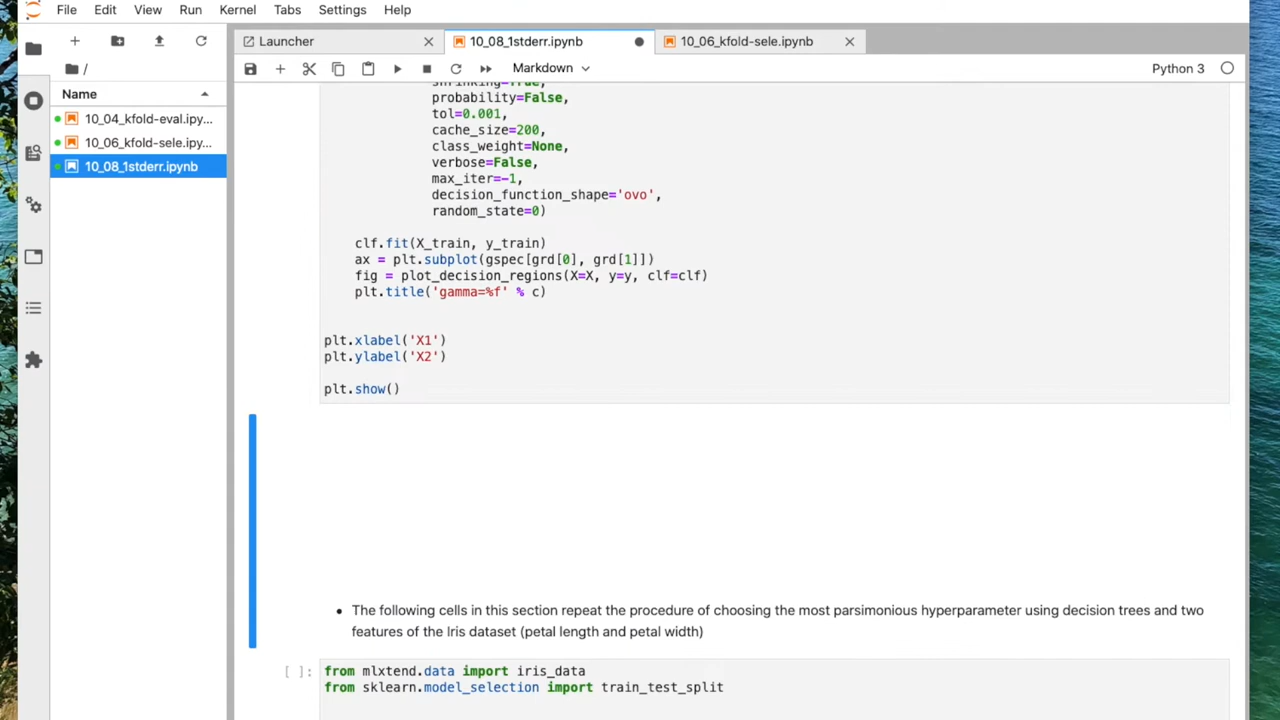 File Edit View Run Kernel Tabs Settings Help
Launcher
10_08_1stderr.ipynb
10_06_kfold-sele.ipynb
Markdown
Python 3
/
Name
10_04_kfold-eval.ipy...
10_06_kfold-sele.ipy...
10_08_1stderr.ipynb
shrinking=True,
probability=False,
tol=0.001,
cache_size=200,
class_weight=None,
verbose=False,
max_iter=-1,
decision_function_shape='ovo',
random_state=0)
clf.fit(X_train, y_train)
ax = plt.subplot(gspec[grd[0], grd[1]])
fig = plot_decision_regions(X=X, y=y, clf=clf)
plt.title('gamma=%f' % c)
plt.xlabel('X1')
plt.ylabel('X2')
plt.show()
• The following cells in this section repeat the procedure of choosing the most parsimonious hyperparameter using decision trees and two
features of the Iris dataset (petal length and petal width)
[ ]: from mlxtend.data import iris_data
from sklearn.model_selection import train_test_split